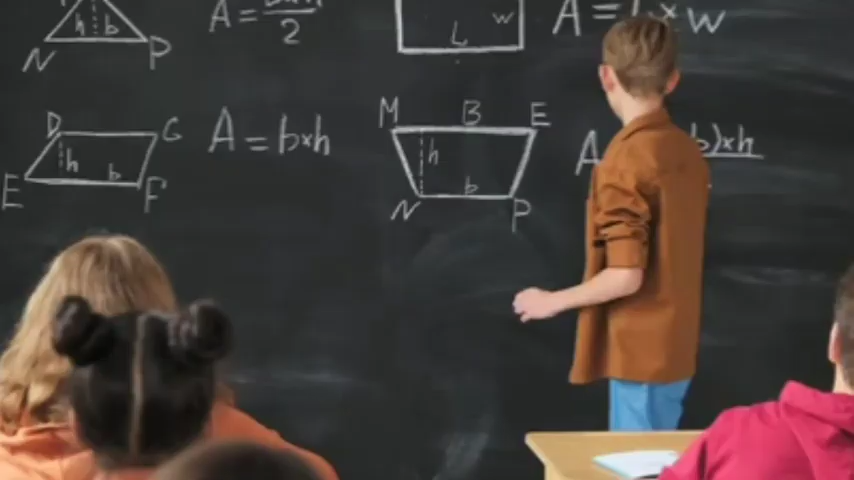 h b
N P
A = 
2
L w
A = L × w
D G
h b
E F
A = b×h
M B E
h
b
N P
A b)×h